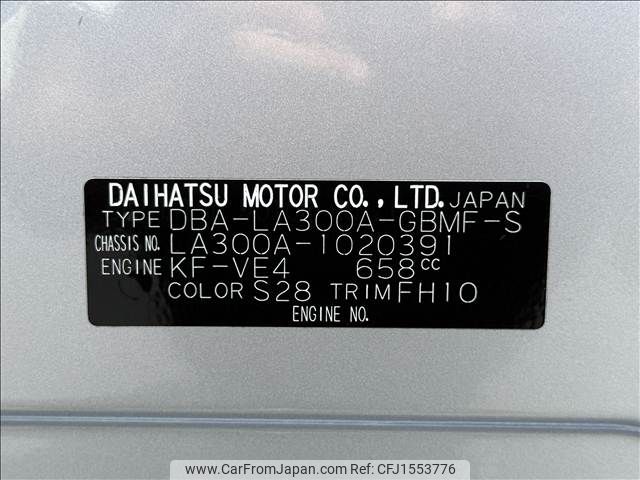 DAIHATSU MOTOR CO., LTD. JAPAN
TYPE DBA-LA300A-GBMF-S
CHASSIS NO. LA300A-1020391
ENGINE KF-VE4 658cc
COLOR S28 TRIM FH10
ENGINE NO.
www.CarFromJapan.com - CFJ1553776